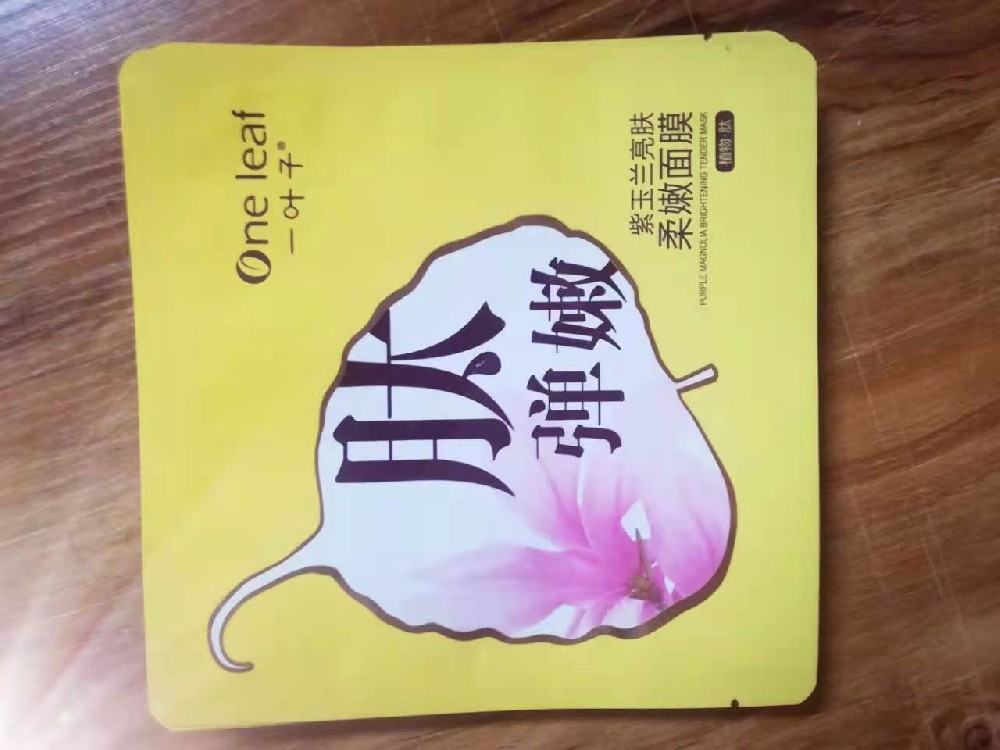 One leaf
一叶子®
肽
弹嫩
紫玉兰亮肤
柔嫩面膜
PURPLE MAGNOLIA BRIGHTENING TENDER MASK
植物·肽